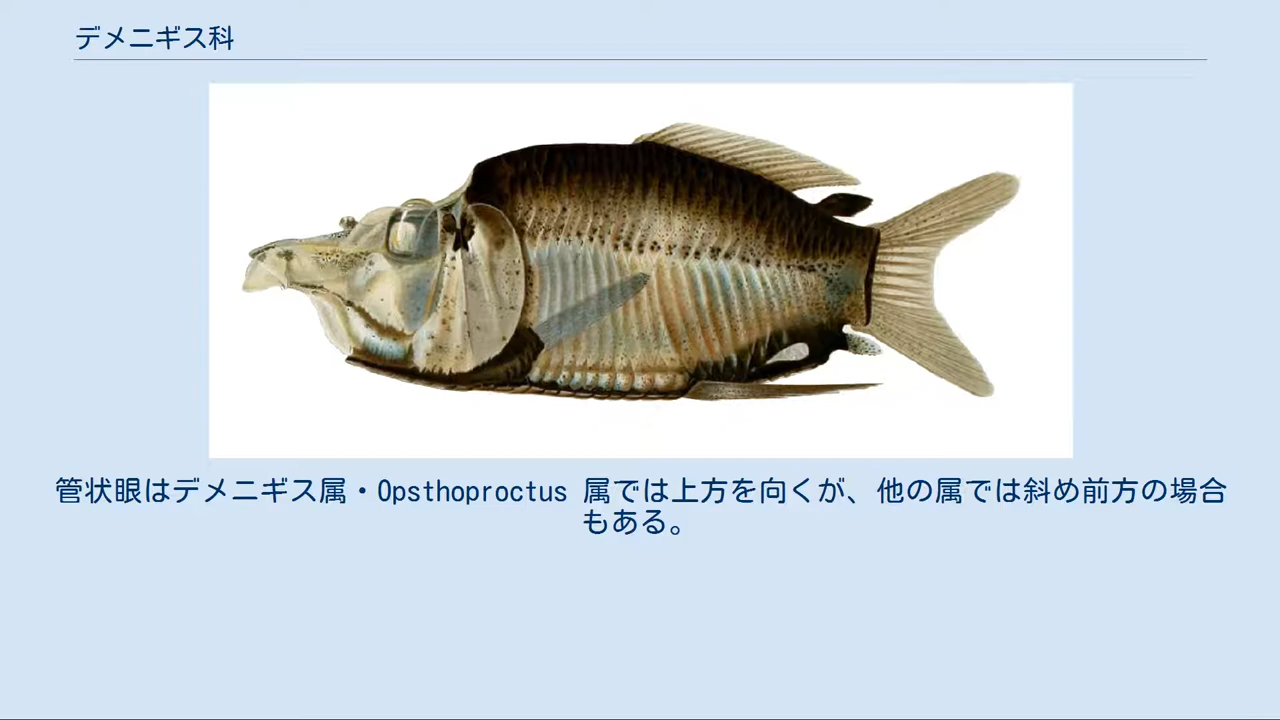 デメニギス科
管状眼はデメニギス属・Opsthoproctus 属では上方を向くが、他の属では斜め前方の場合
もある。